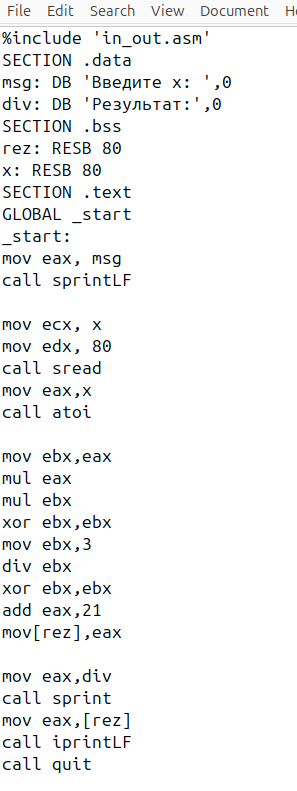 File Edit Search View Document
%include 'in_out.asm'
SECTION .data
msg: DB 'Введите x: ',0
div: DB 'Результат:',0
SECTION .bss
rez: RESB 80
x: RESB 80
SECTION .text
GLOBAL _start
_start:
mov eax, msg
call sprintLF
mov ecx, x
mov edx, 80
call sread
mov eax,x
call atoi
mov ebx,eax
mul eax
mul ebx
xor ebx,ebx
mov ebx,3
div ebx
xor ebx,ebx
add eax,21
mov[rez],eax
mov eax,div
call sprint
mov eax,[rez]
call iprintLF
call quit